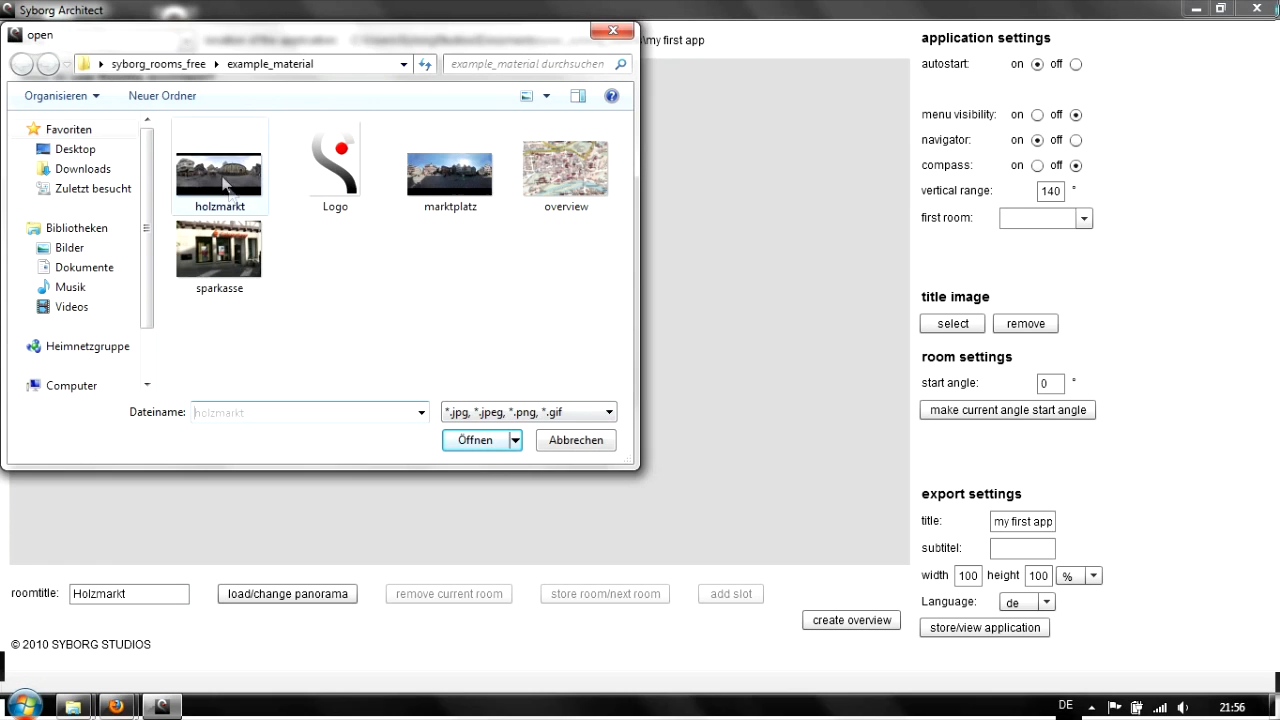 Syborg Architect
open
location of the application:
\my first app
syborg_rooms_free
example_material
example_material durchsuchen
Organisieren
Neuer Ordner
Favoriten
Desktop
Downloads
Zuletzt besucht
Bibliotheken
Bilder
Dokumente
Musik
Videos
Heimnetzgruppe
Computer
holzmarkt
Logo
marktplatz
overview
sparkasse
Dateiname: holzmarkt
*.jpg, *.jpeg, *.png, *.gif
Öffnen
Abbrechen
application settings
autostart: on off
menu visibility: on off
navigator: on off
compass: on off
vertical range: 140 °
first room:
title image
select remove
room settings
start angle: 0 °
make current angle start angle
export settings
title: my first app
subtitel:
width 100 height 100 %
Language: de
store/view application
roomtitle: Holzmarkt load/change panorama remove current room store room/next room add slot
create overview
© 2010 SYBORG STUDIOS
DE 21:56